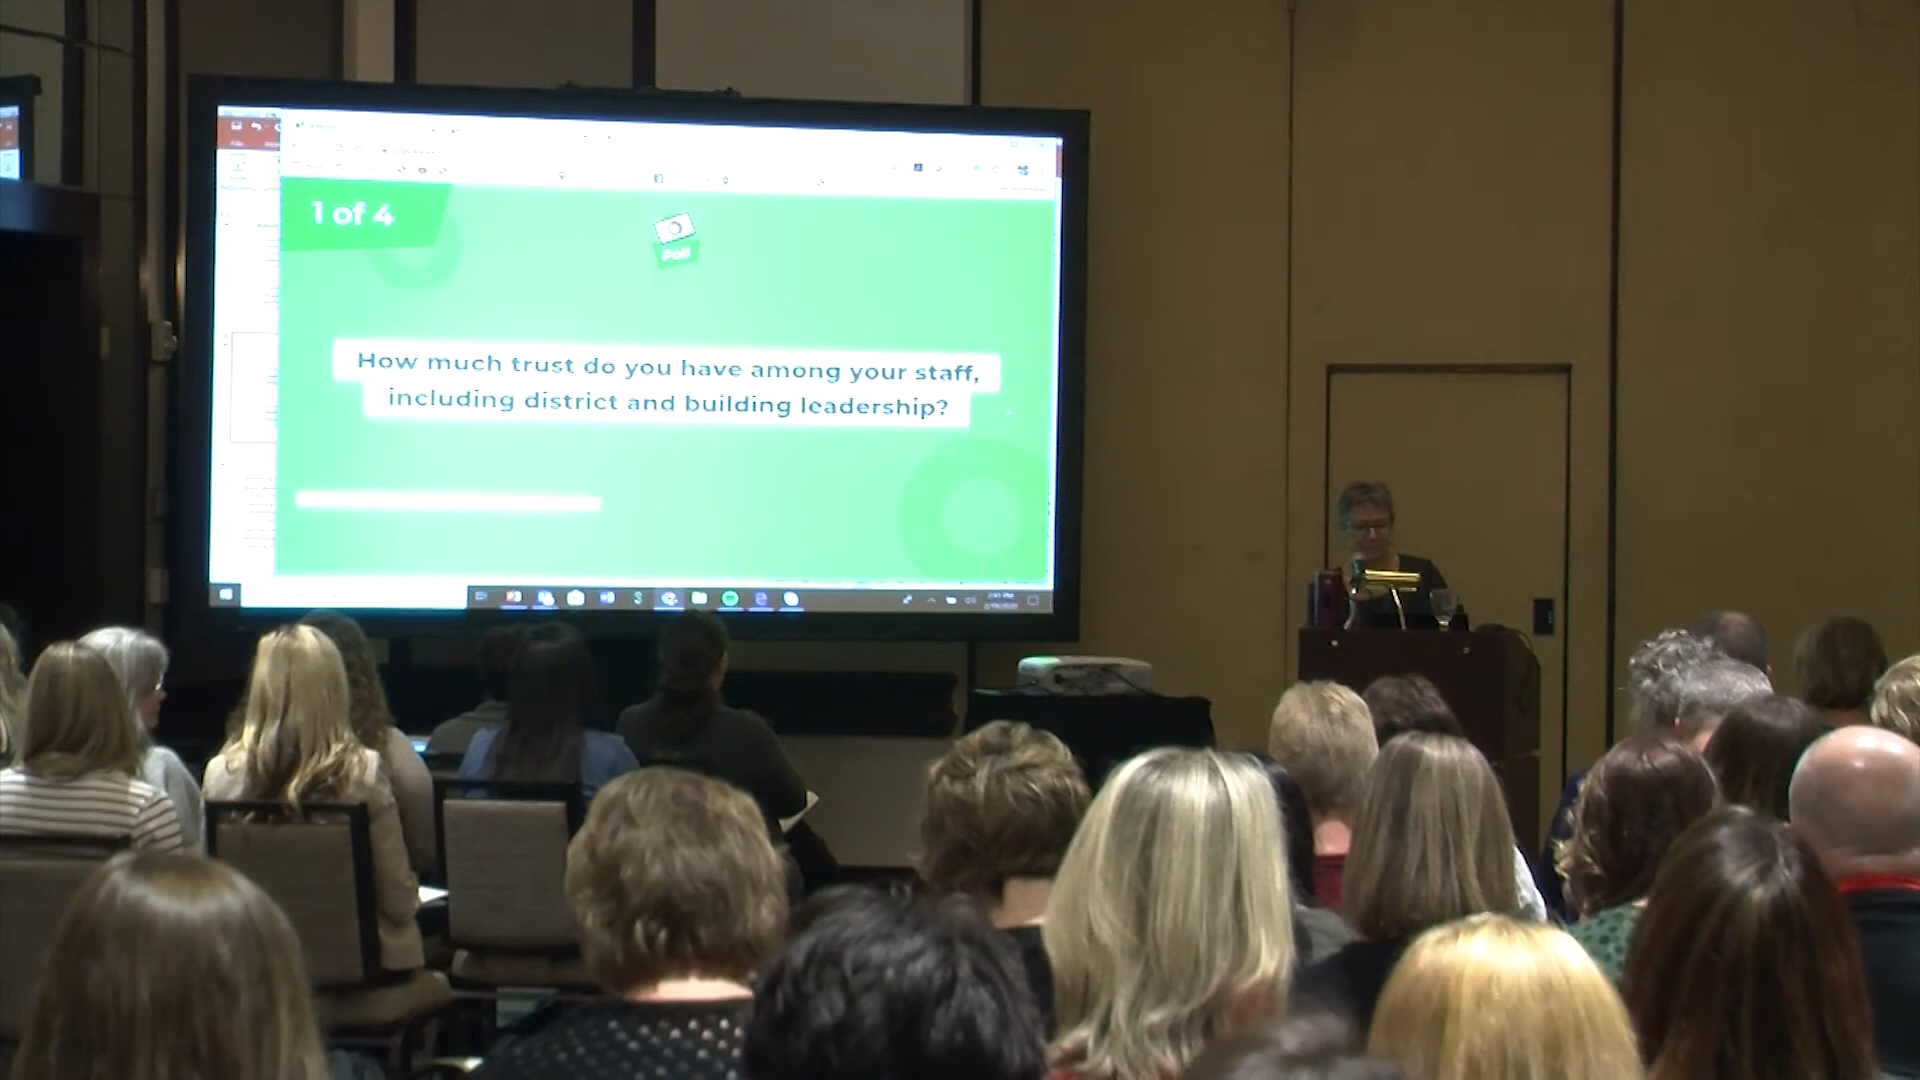 1 of 4
Poll
How much trust do you have among your staff,
including district and building leadership?